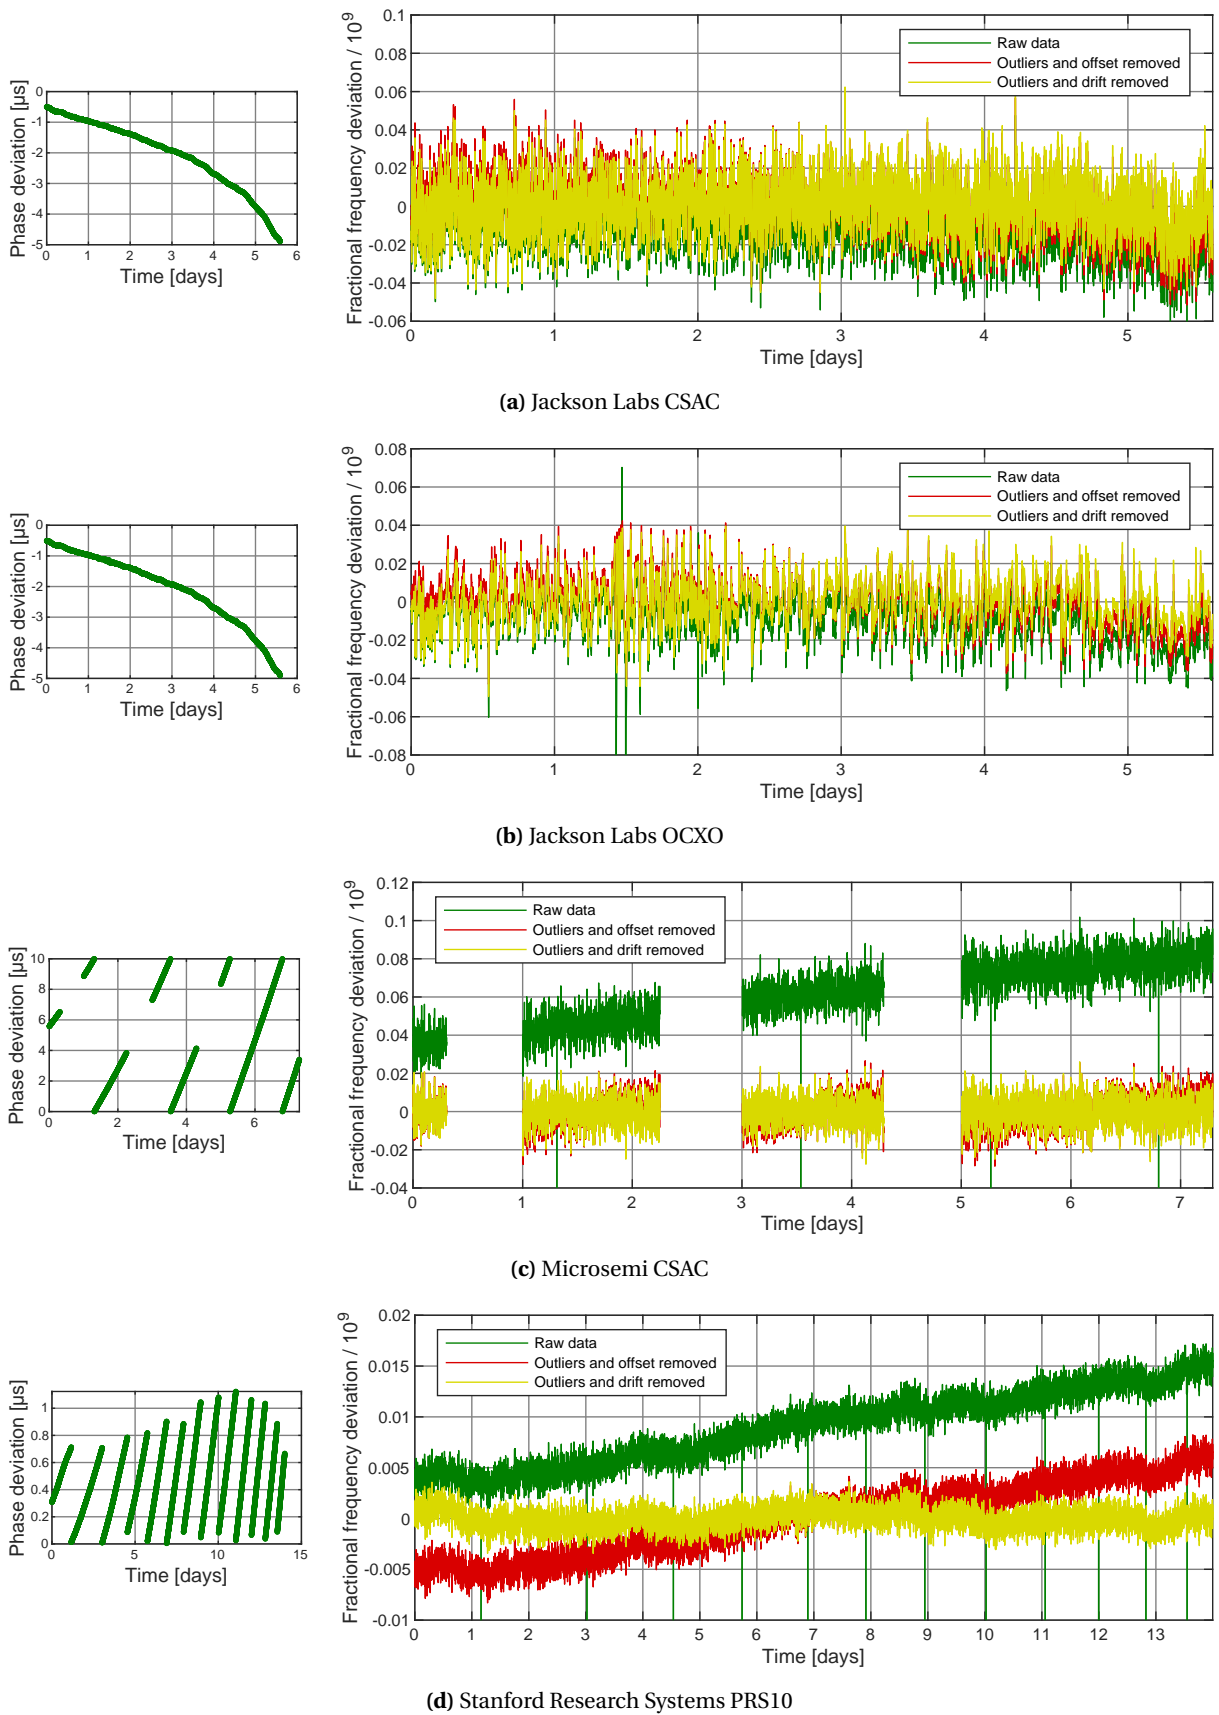 Phase deviation [µs]
0
-1
-2
-3
-4
-5
0 1 2 3 4 5 6
Time [days]
Fractional frequency deviation / 10⁹
0.1
0.08
0.06
0.04
0.02
0
-0.02
-0.04
-0.06
0 1 2 3 4 5
Time [days]
Raw data
Outliers and offset removed
Outliers and drift removed
(a) Jackson Labs CSAC
Phase deviation [µs]
0
-1
-2
-3
-4
-5
0 1 2 3 4 5 6
Time [days]
Fractional frequency deviation / 10⁹
0.08
0.06
0.04
0.02
0
-0.02
-0.04
-0.06
-0.08
0 1 2 3 4 5
Time [days]
Raw data
Outliers and offset removed
Outliers and drift removed
(b) Jackson Labs OCXO
Phase deviation [µs]
10
8
6
4
2
0
0 2 4 6
Time [days]
Fractional frequency deviation / 10⁹
0.12
0.1
0.08
0.06
0.04
0.02
0
-0.02
-0.04
0 1 2 3 4 5 6 7
Time [days]
Raw data
Outliers and offset removed
Outliers and drift removed
(c) Microsemi CSAC
Phase deviation [µs]
1
0.8
0.6
0.4
0.2
0
0 5 10 15
Time [days]
Fractional frequency deviation / 10⁹
0.02
0.015
0.01
0.005
0
-0.005
-0.01
0 1 2 3 4 5 6 7 8 9 10 11 12 13
Time [days]
Raw data
Outliers and offset removed
Outliers and drift removed
(d) Stanford Research Systems PRS10